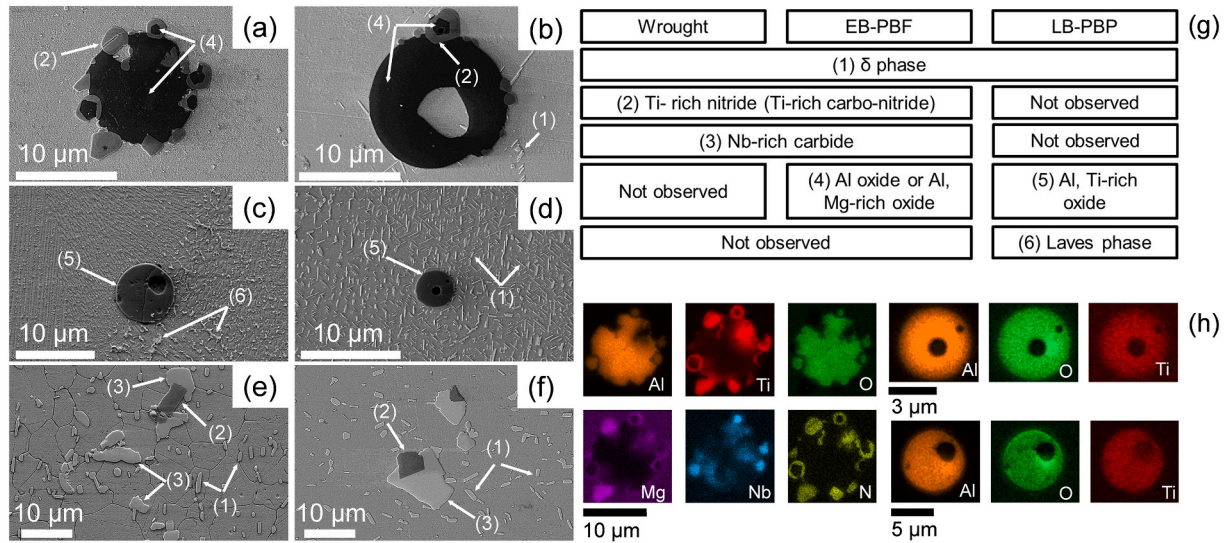 (a)
(2)
(4)
10 µm
(b)
(4)
(2)
(1)
10 µm
(c)
(5)
(6)
10 µm
(d)
(5)
(1)
10 µm
(e)
(3)
(2)
(3)
(1)
10 µm
(f)
(2)
(1)
(3)
10 µm
(g)
Wrought EB-PBF LB-PBP
(1) δ phase
(2) Ti- rich nitride (Ti-rich carbo-nitride) Not observed
(3) Nb-rich carbide Not observed
Not observed
(4) Al oxide or Al,
Mg-rich oxide
(5) Al, Ti-rich
oxide
Not observed (6) Laves phase
(h)
Al Ti O Al O Ti
3 µm
Mg Nb N Al O Ti
10 µm 5 µm